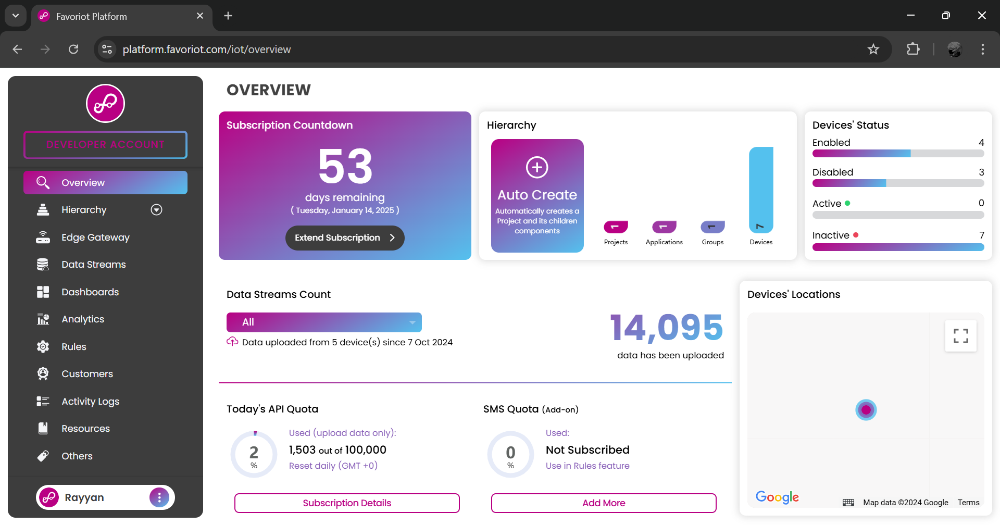 Favoriot Platform
platform.favoriot.com/iot/overview
DEVELOPER ACCOUNT
Overview
Hierarchy
Edge Gateway
Data Streams
Dashboards
Analytics
Rules
Customers
Activity Logs
Resources
Others
Rayyan
OVERVIEW
Subscription Countdown
53
days remaining
( Tuesday, January 14, 2025 )
Extend Subscription
Hierarchy
Auto Create
Automatically creates a
Project and its children
components
1
Projects
1
Applications
1
Groups
7
Devices
Devices' Status
Enabled 4
Disabled 3
Active 0
Inactive 7
Data Streams Count
All
Data uploaded from 5 device(s) since 7 Oct 2024
14,095
data has been uploaded
Today's API Quota
2
%
Used (upload data only):
1,503 out of 100,000
Reset daily (GMT +0)
Subscription Details
SMS Quota (Add-on)
0
%
Used:
Not Subscribed
Use in Rules feature
Add More
Devices' Locations
Google
Map data ©2024 Google
Terms